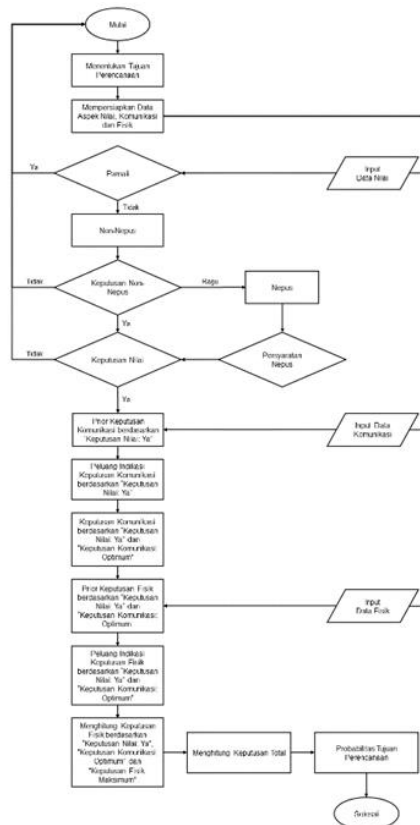 Mulai
Menentukan Tujuan
Perencanaan
Mempersiapkan Data
Aspek Nilai, Komunikasi
dan Fisik
Ya
Pamali
Input
Data Nilai
Tidak
Non-Nepus
Tidak
Keputusan Non-
Nepus
Ragu
Nepus
Ya
Tidak
Keputusan Nilai
Persyaratan
Nepus
Ya
Prior Keputusan
Komunikasi berdasarkan
"Keputusan Nilai: Ya"
Input Data
Komunikasi
Peluang Indikasi
Keputusan Komunikasi
berdasarkan "Keputusan
Nilai: Ya"
Keputusan Komunikasi
berdasarkan "Keputusan
Nilai: Ya" dan
"Keputusan Komunikasi:
Optimum"
Prior Keputusan Fisik
berdasarkan "Keputusan
Nilai: Ya" dan
"Keputusan Komunikasi:
Optimum
Input
Data Fisik
Peluang Indikasi
Keputusan Fisik
berdasarkan "Keputusan
Nilai: Ya" dan
"Keputusan Komunikasi:
Optimum"
Menghitung Keputusan
Fisik berdasarkan
"Keputusan Nilai: Ya",
"Keputusan Komunikasi:
Optimum" dan
"Keputusan Fisik
Maksimum"
Menghitung Keputusan Total
Probabilitas Tujuan
Perencanaan
Selesai